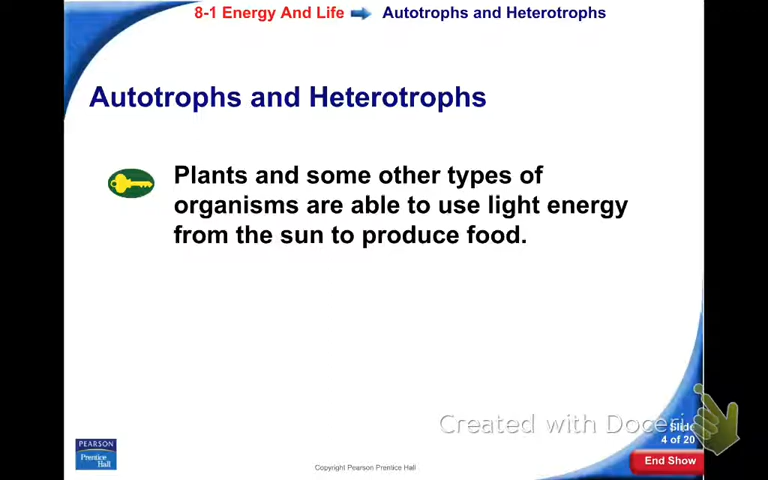 8-1 Energy And Life Autotrophs and Heterotrophs
Autotrophs and Heterotrophs
Plants and some other types of
organisms are able to use light energy
from the sun to produce food.
Created with Doceri
Slide
4 of 20
End Show
PEARSON
Prentice
Hall
Copyright Pearson Prentice Hall